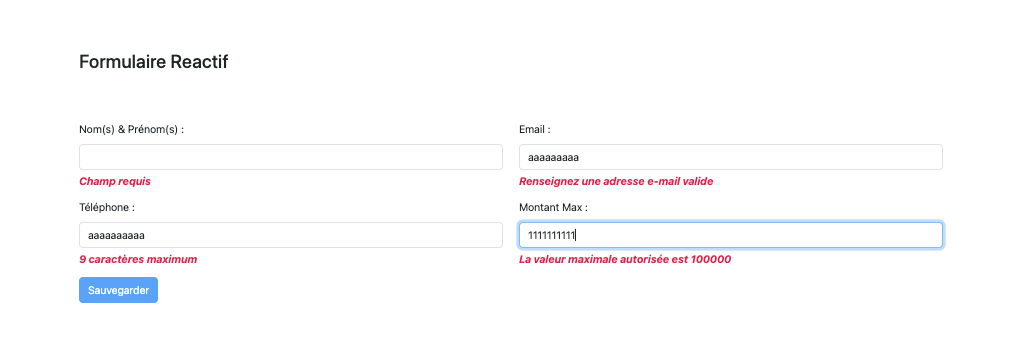 Formulaire Reactif
Nom(s) & Prénom(s) :
Email :
aaaaaaaaa
Champ requis
Renseignez une adresse e-mail valide
Téléphone :
Montant Max :
aaaaaaaaaa
1111111111
9 caractères maximum
La valeur maximale autorisée est 100000
Sauvegarder